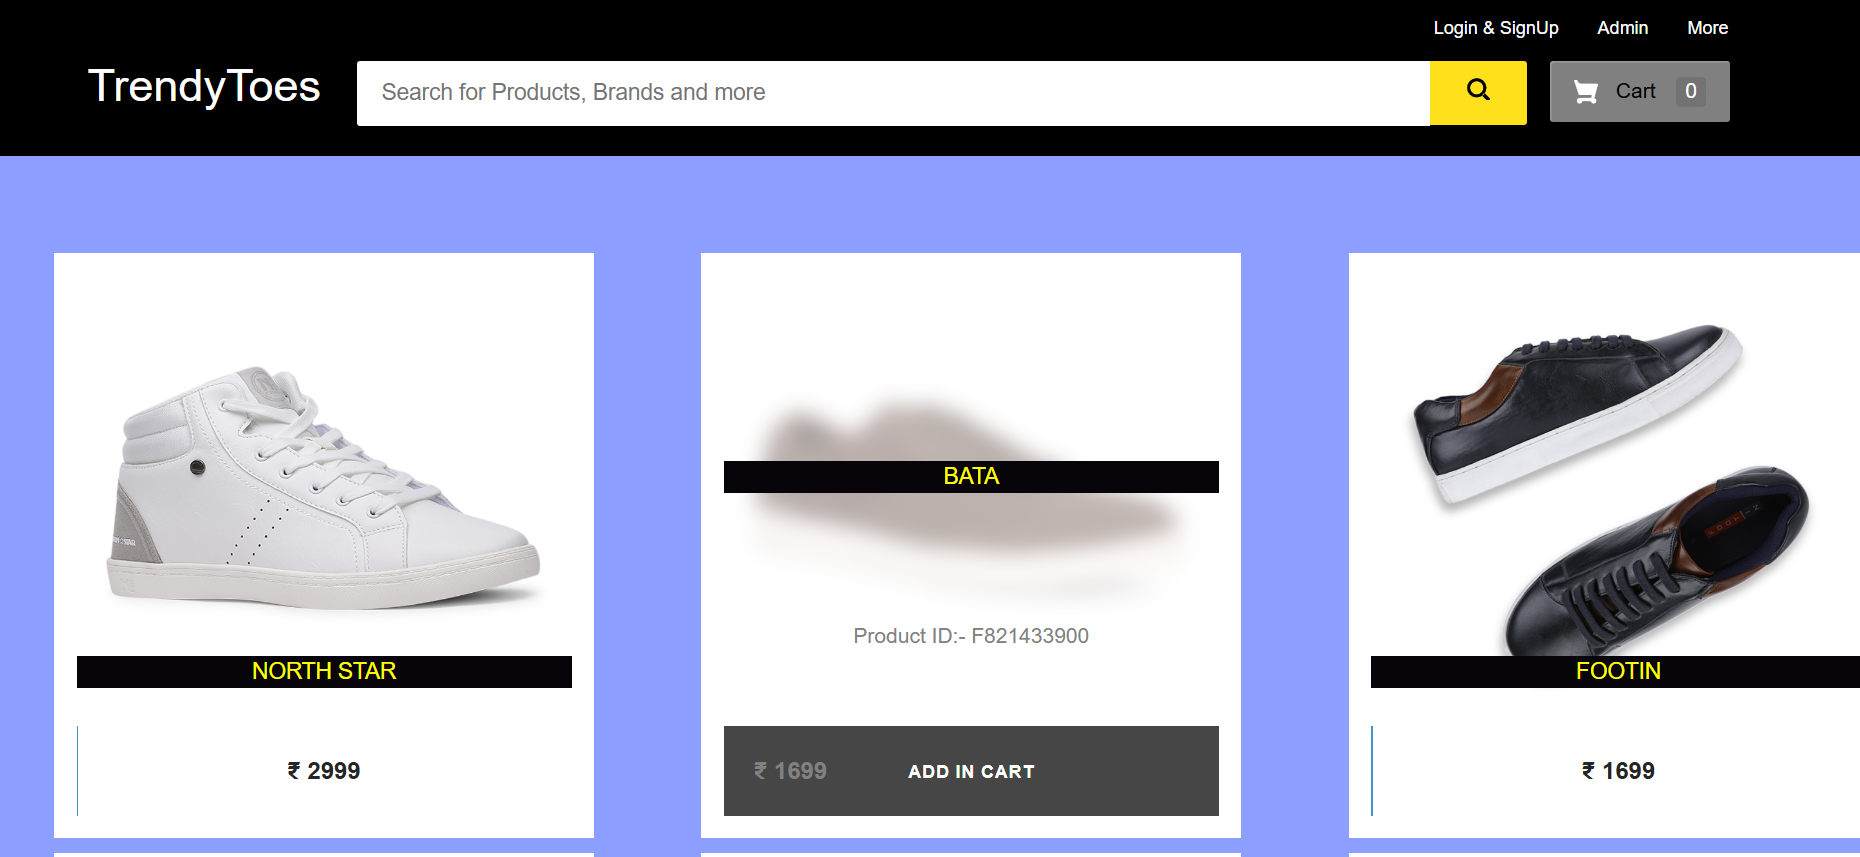 Login & SignUp Admin More
TrendyToes
Search for Products, Brands and more
Cart 0
NORTH STAR
₹ 2999
BATA
Product ID:- F821433900
₹ 1699 ADD IN CART
FOOTIN
₹ 1699